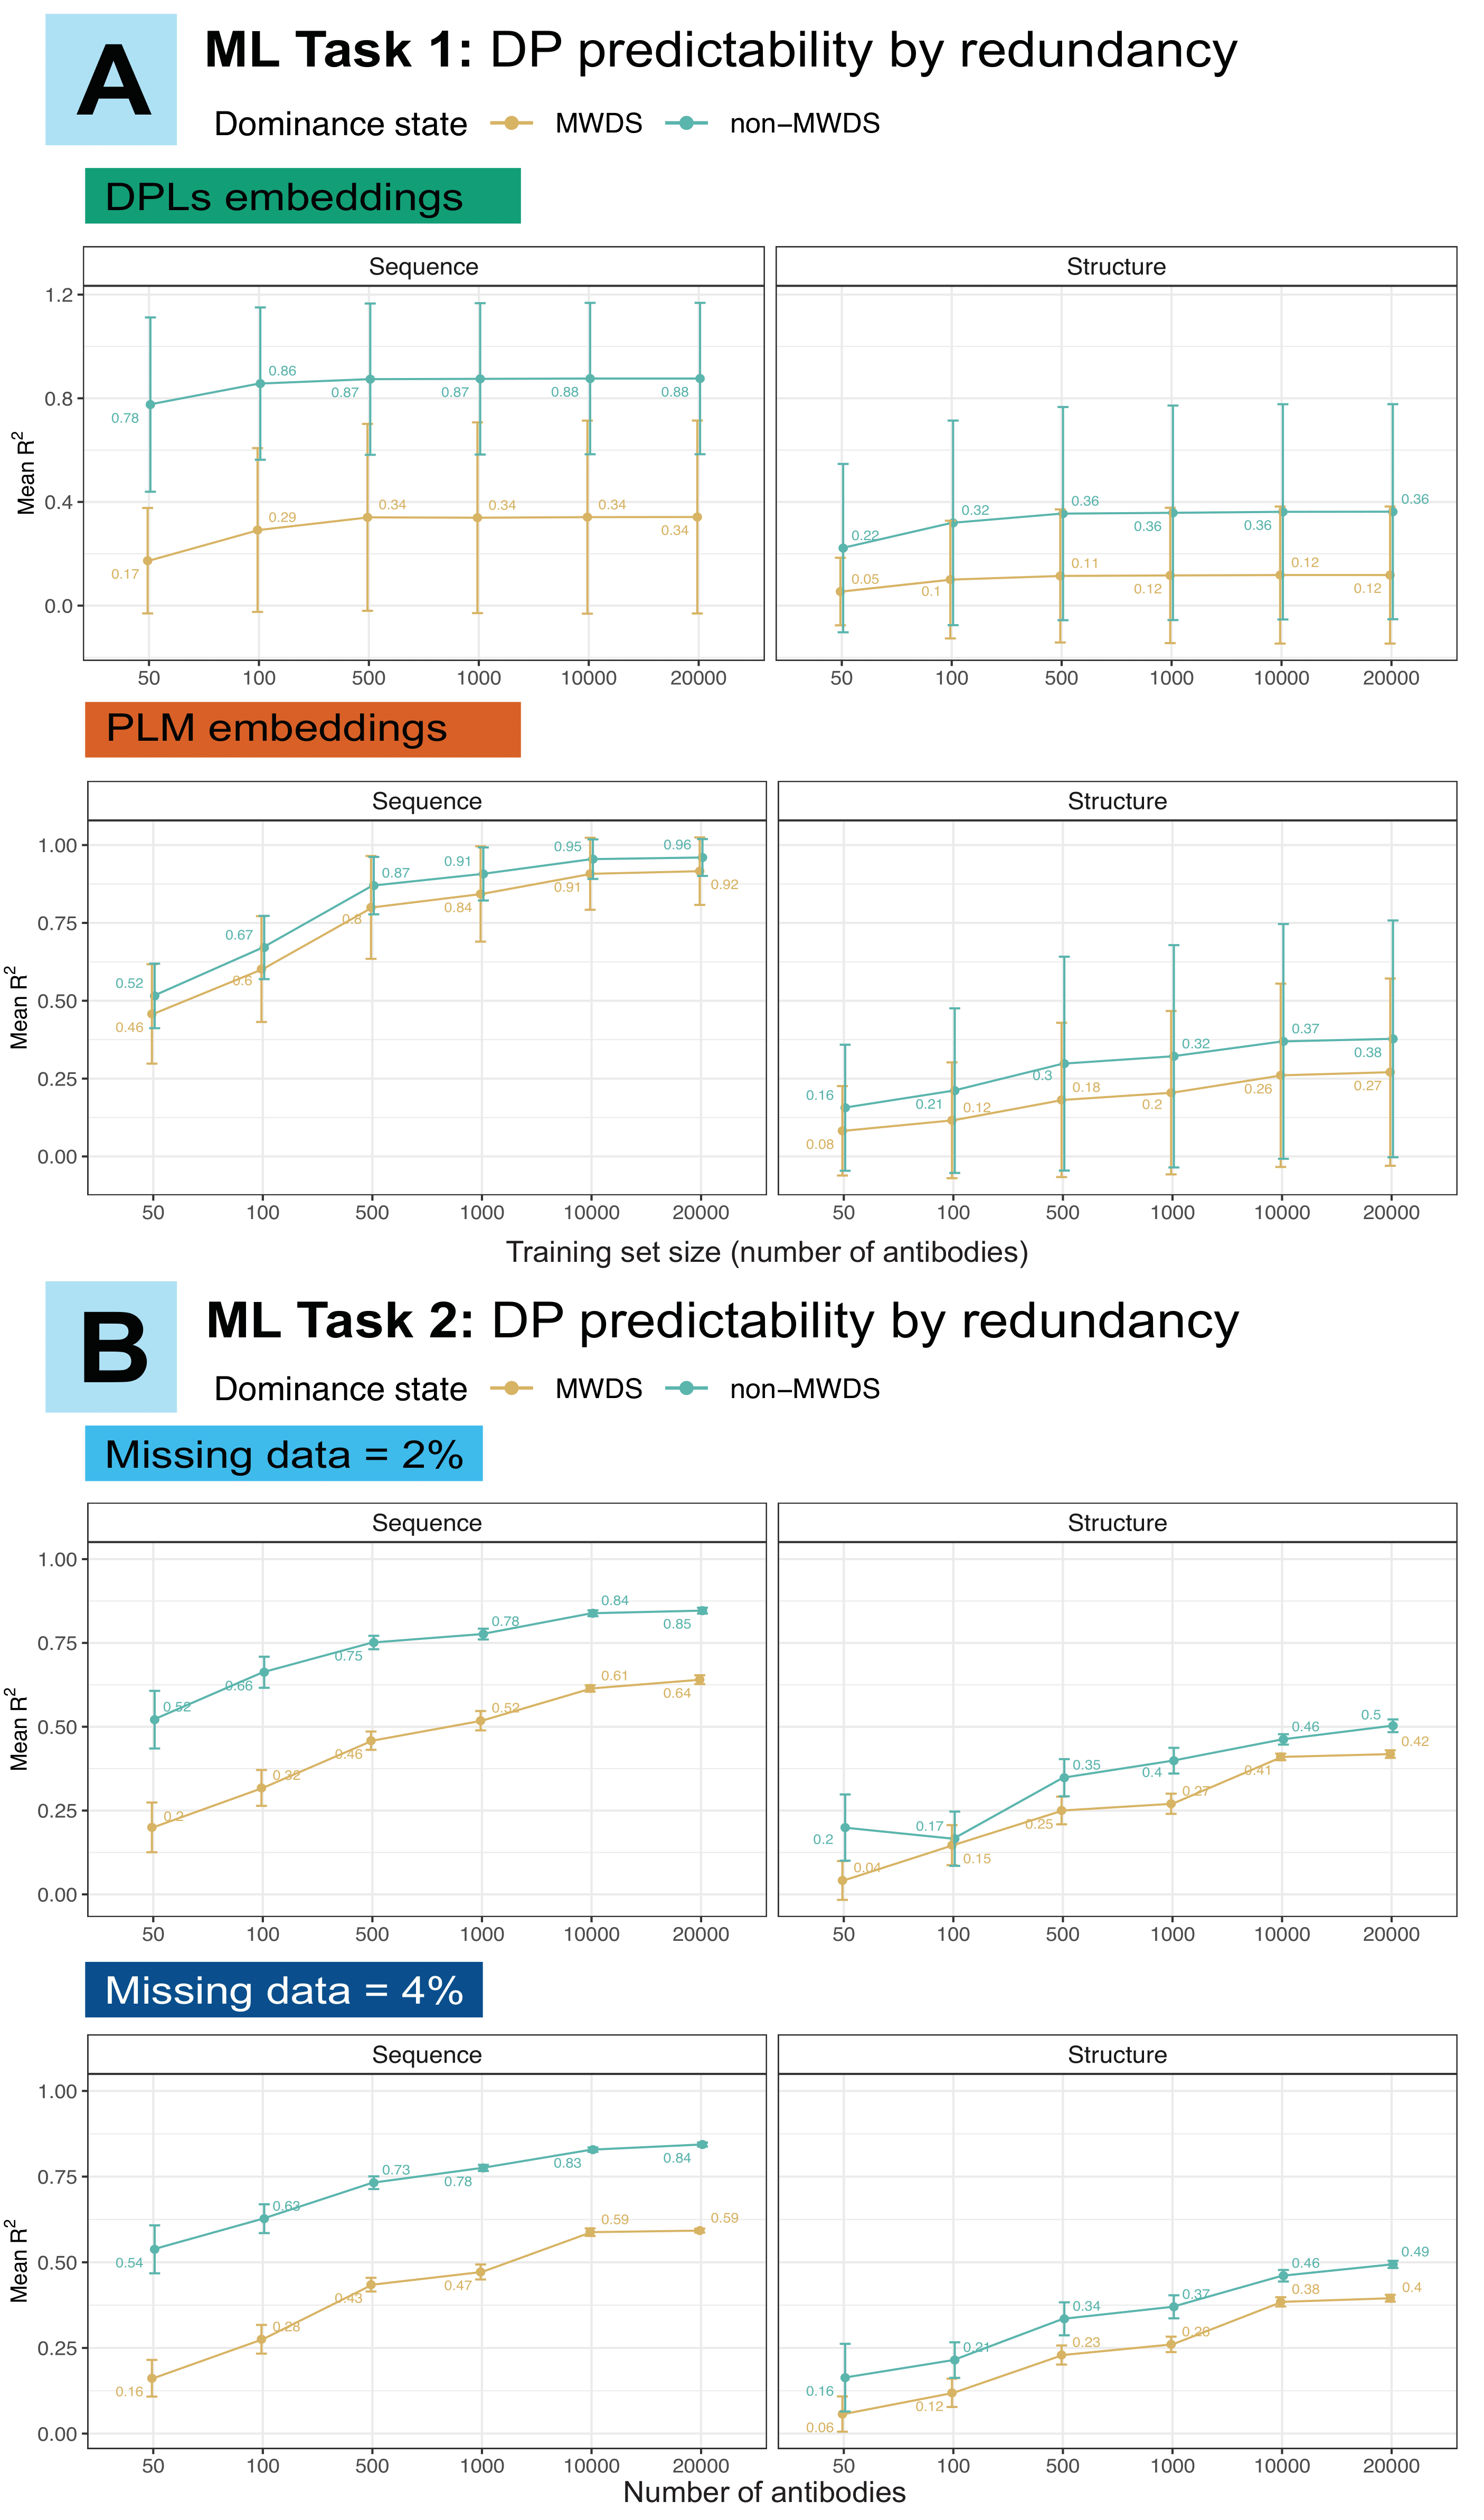 A
ML Task 1: DP predictability by redundancy
Dominance state MWDS non−MWDS
DPLs embeddings
Sequence Structure
Mean R2
1.2
0.8
0.4
0.0
0.78 0.86 0.87 0.87 0.88 0.88
0.17 0.29 0.34 0.34 0.34 0.34
0.22 0.32 0.36 0.36 0.36 0.36
0.05 0.1 0.11 0.12 0.12 0.12
50 100 500 1000 10000 20000 50 100 500 1000 10000 20000
PLM embeddings
Sequence Structure
Mean R2
1.00
0.75
0.50
0.25
0.00
0.52 0.67 0.87 0.91 0.95 0.96
0.46 0.6 0.8 0.84 0.91 0.92
0.16 0.21 0.3 0.32 0.37 0.38
0.08 0.12 0.18 0.2 0.26 0.27
50 100 500 1000 10000 20000 50 100 500 1000 10000 20000
Training set size (number of antibodies)
B
ML Task 2: DP predictability by redundancy
Dominance state MWDS non−MWDS
Missing data = 2%
Sequence Structure
Mean R2
1.00
0.75
0.50
0.25
0.00
0.52 0.66 0.75 0.78 0.84 0.85
0.2 0.32 0.46 0.52 0.61 0.64
0.2 0.17 0.35 0.4 0.46 0.5
0.04 0.15 0.25 0.27 0.41 0.42
50 100 500 1000 10000 20000 50 100 500 1000 10000 20000
Missing data = 4%
Sequence Structure
Mean R2
1.00
0.75
0.50
0.25
0.00
0.54 0.63 0.73 0.78 0.83 0.84
0.16 0.28 0.43 0.47 0.59 0.59
0.16 0.21 0.34 0.37 0.46 0.49
0.06 0.12 0.23 0.26 0.38 0.4
50 100 500 1000 10000 20000 50 100 500 1000 10000 20000
Number of antibodies